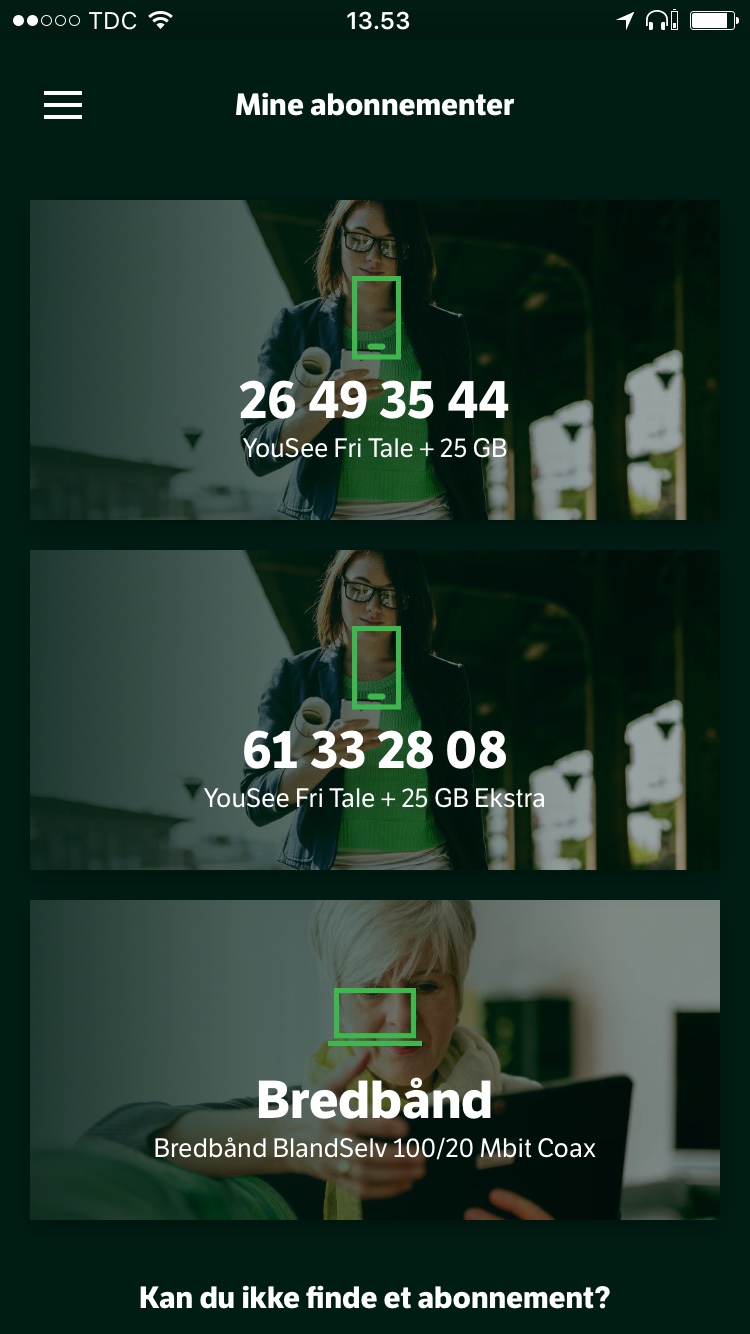 TDC 13.53
Mine abonnementer
26 49 35 44
YouSee Fri Tale + 25 GB
61 33 28 08
YouSee Fri Tale + 25 GB Ekstra
Bredbånd
Bredbånd BlandSelv 100/20 Mbit Coax
Kan du ikke finde et abonnement?